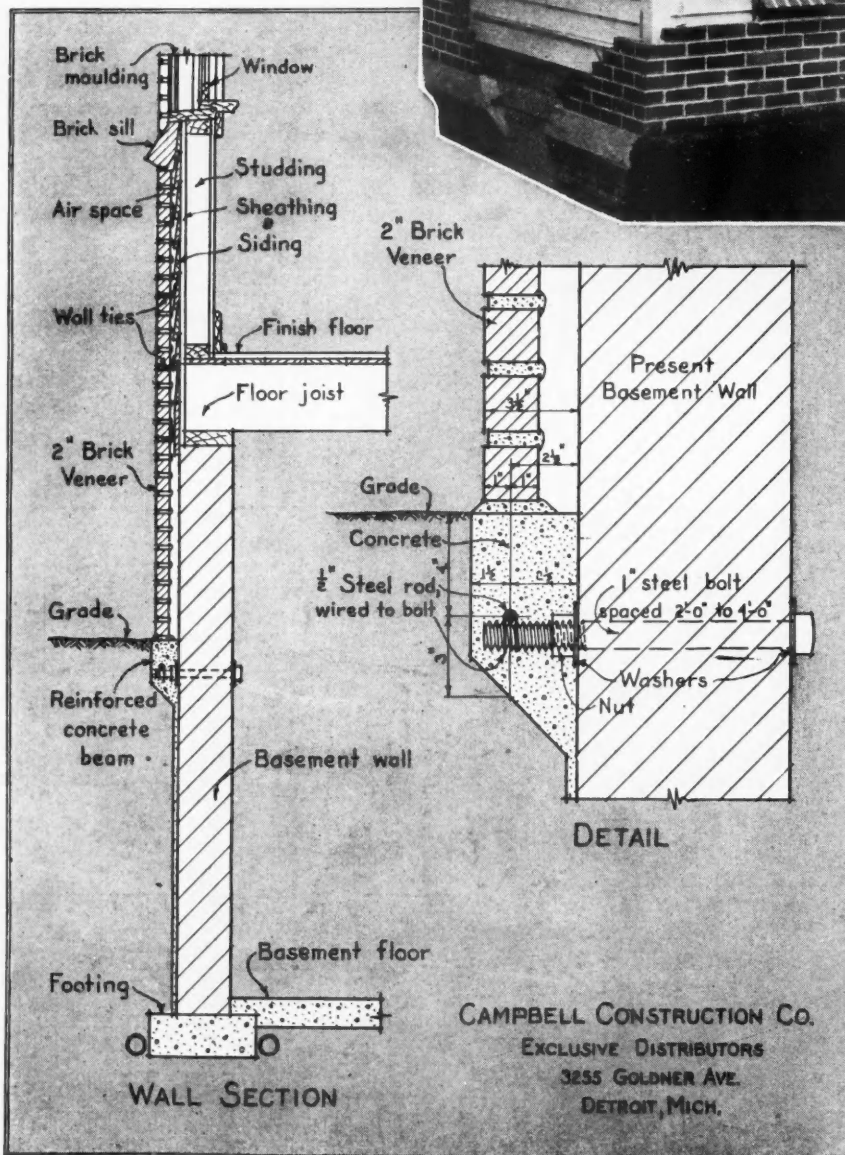 Brick
moulding
Window
Brick sill
Studding
Air space
Sheathing
Siding
Wall ties
Finish floor
Floor joist
2" Brick
Veneer
Grade
Reinforced
concrete
beam
Basement wall
Basement floor
Footing
WALL SECTION
2" Brick
Veneer
Present
Basement Wall
3½"
2½"
1" 1"
Grade
Concrete
4"
1½ 2½"
½" Steel rod,
wired to bolt
1" steel bolt
spaced 2'-0" to 4'-0"
3"
Washers
Nut
DETAIL
CAMPBELL CONSTRUCTION CO.
EXCLUSIVE DISTRIBUTORS
3255 GOLDNER AVE.
DETROIT, MICH.